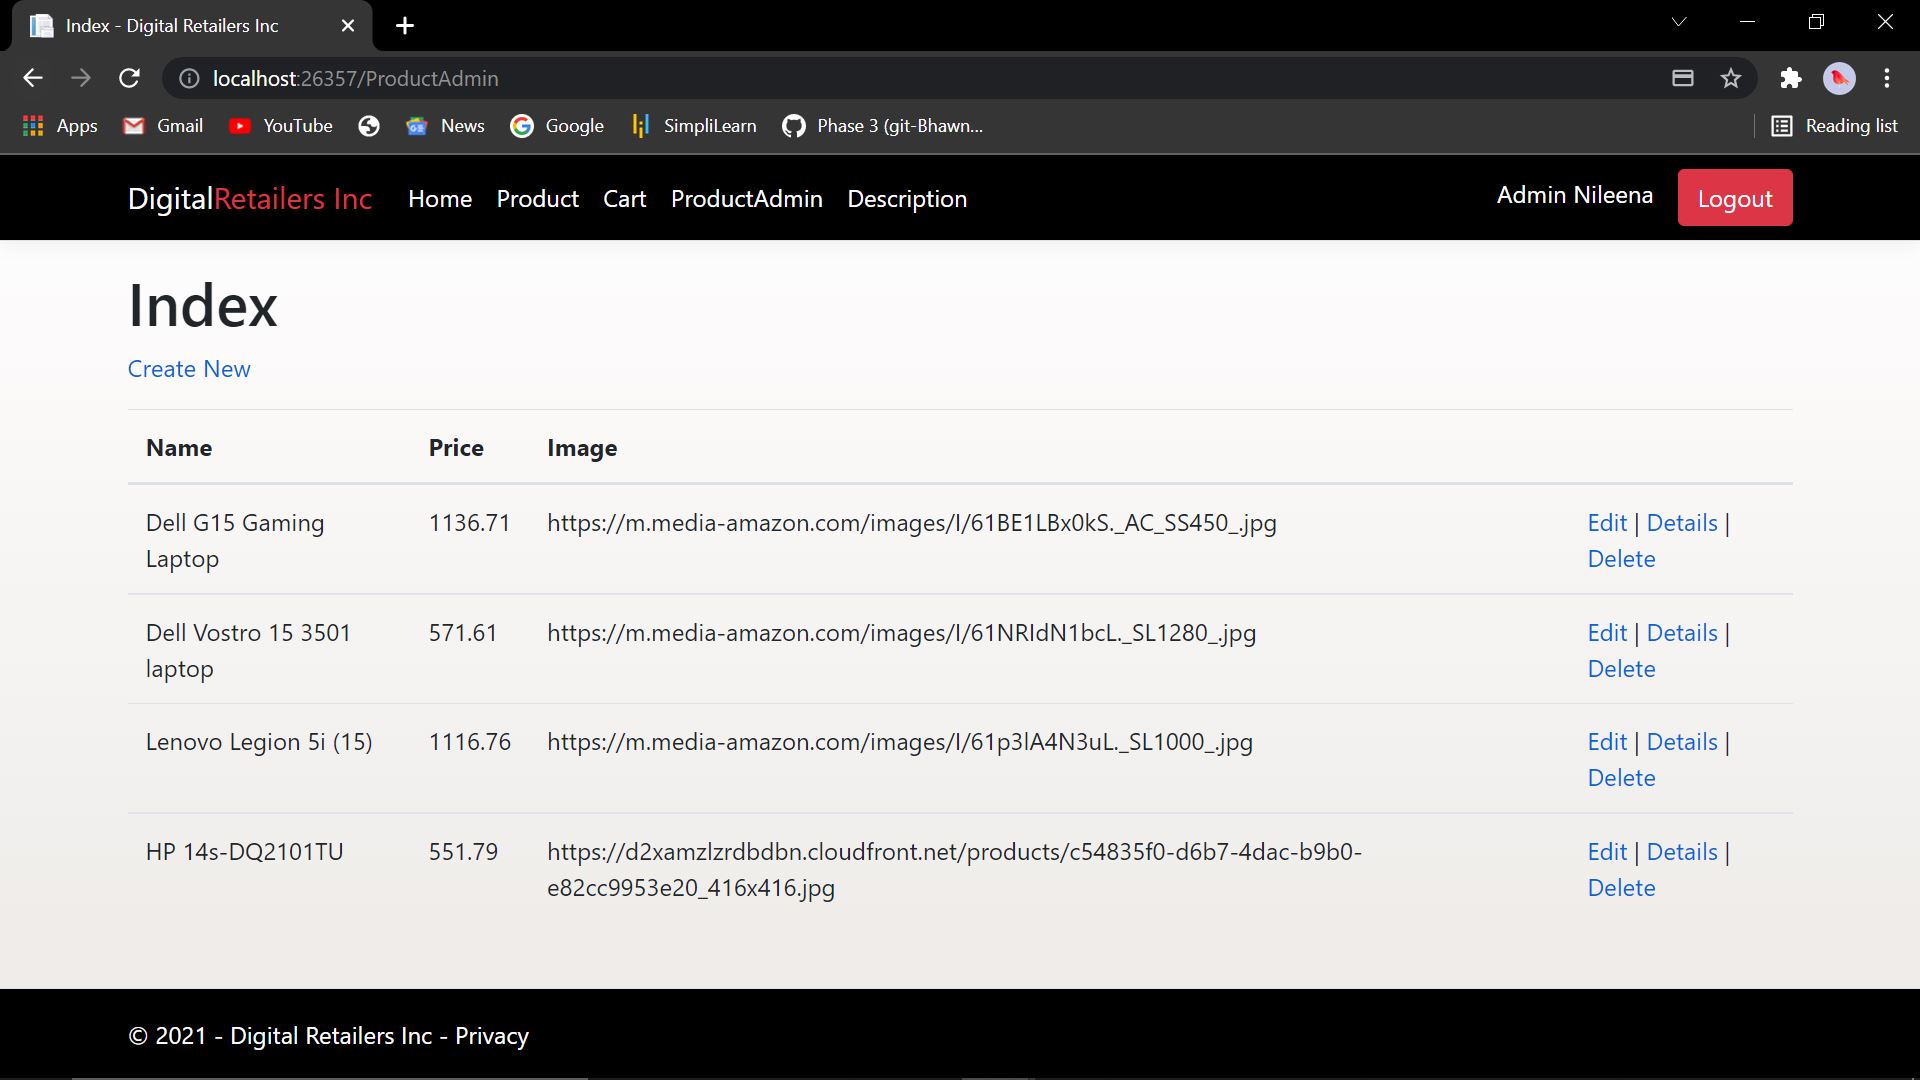 Index - Digital Retailers Inc
localhost:26357/ProductAdmin
Apps Gmail YouTube News Google SimpliLearn Phase 3 (git-Bhawn... Reading list
DigitalRetailers Inc Home Product Cart ProductAdmin Description Admin Nileena Logout
Index
Create New
Name Price Image
Dell G15 Gaming 1136.71 https://m.media-amazon.com/images/I/61BE1LBx0kS._AC_SS450_.jpg Edit | Details |
Laptop Delete
Dell Vostro 15 3501 571.61 https://m.media-amazon.com/images/I/61NRIdN1bcL._SL1280_.jpg Edit | Details |
laptop Delete
Lenovo Legion 5i (15) 1116.76 https://m.media-amazon.com/images/I/61p3lA4N3uL._SL1000_.jpg Edit | Details |
Delete
HP 14s-DQ2101TU 551.79 https://d2xamzlzrdbdbn.cloudfront.net/products/c54835f0-d6b7-4dac-b9b0- Edit | Details |
e82cc9953e20_416x416.jpg Delete
© 2021 - Digital Retailers Inc - Privacy